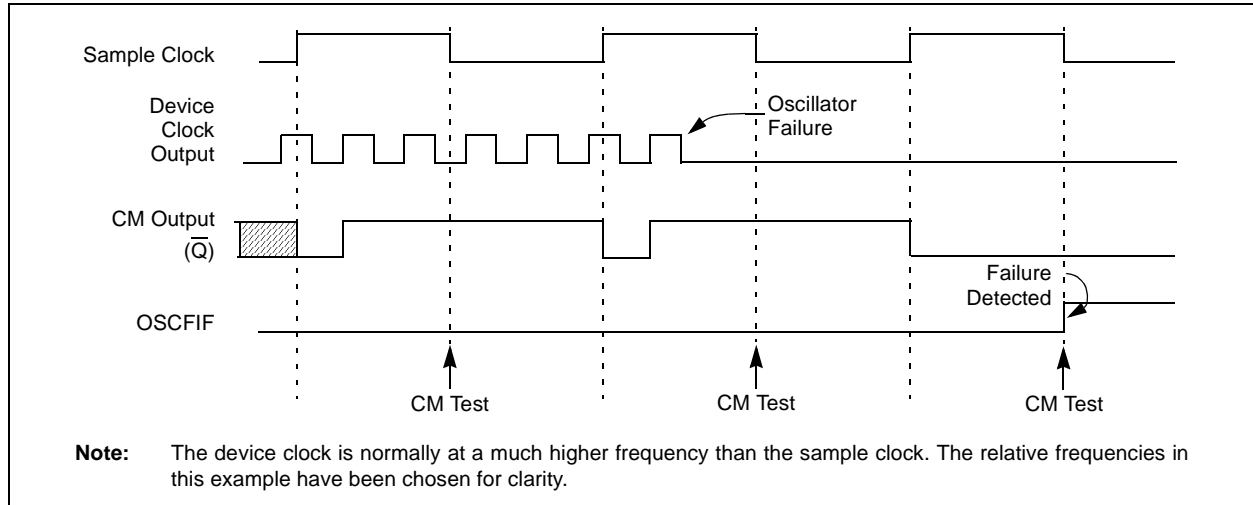 Sample Clock
Device
Clock
Output
Oscillator
Failure
CM Output
(Q̅)
Failure
Detected
OSCFIF
CM Test
CM Test
CM Test
Note: The device clock is normally at a much higher frequency than the sample clock. The relative frequencies in
this example have been chosen for clarity.